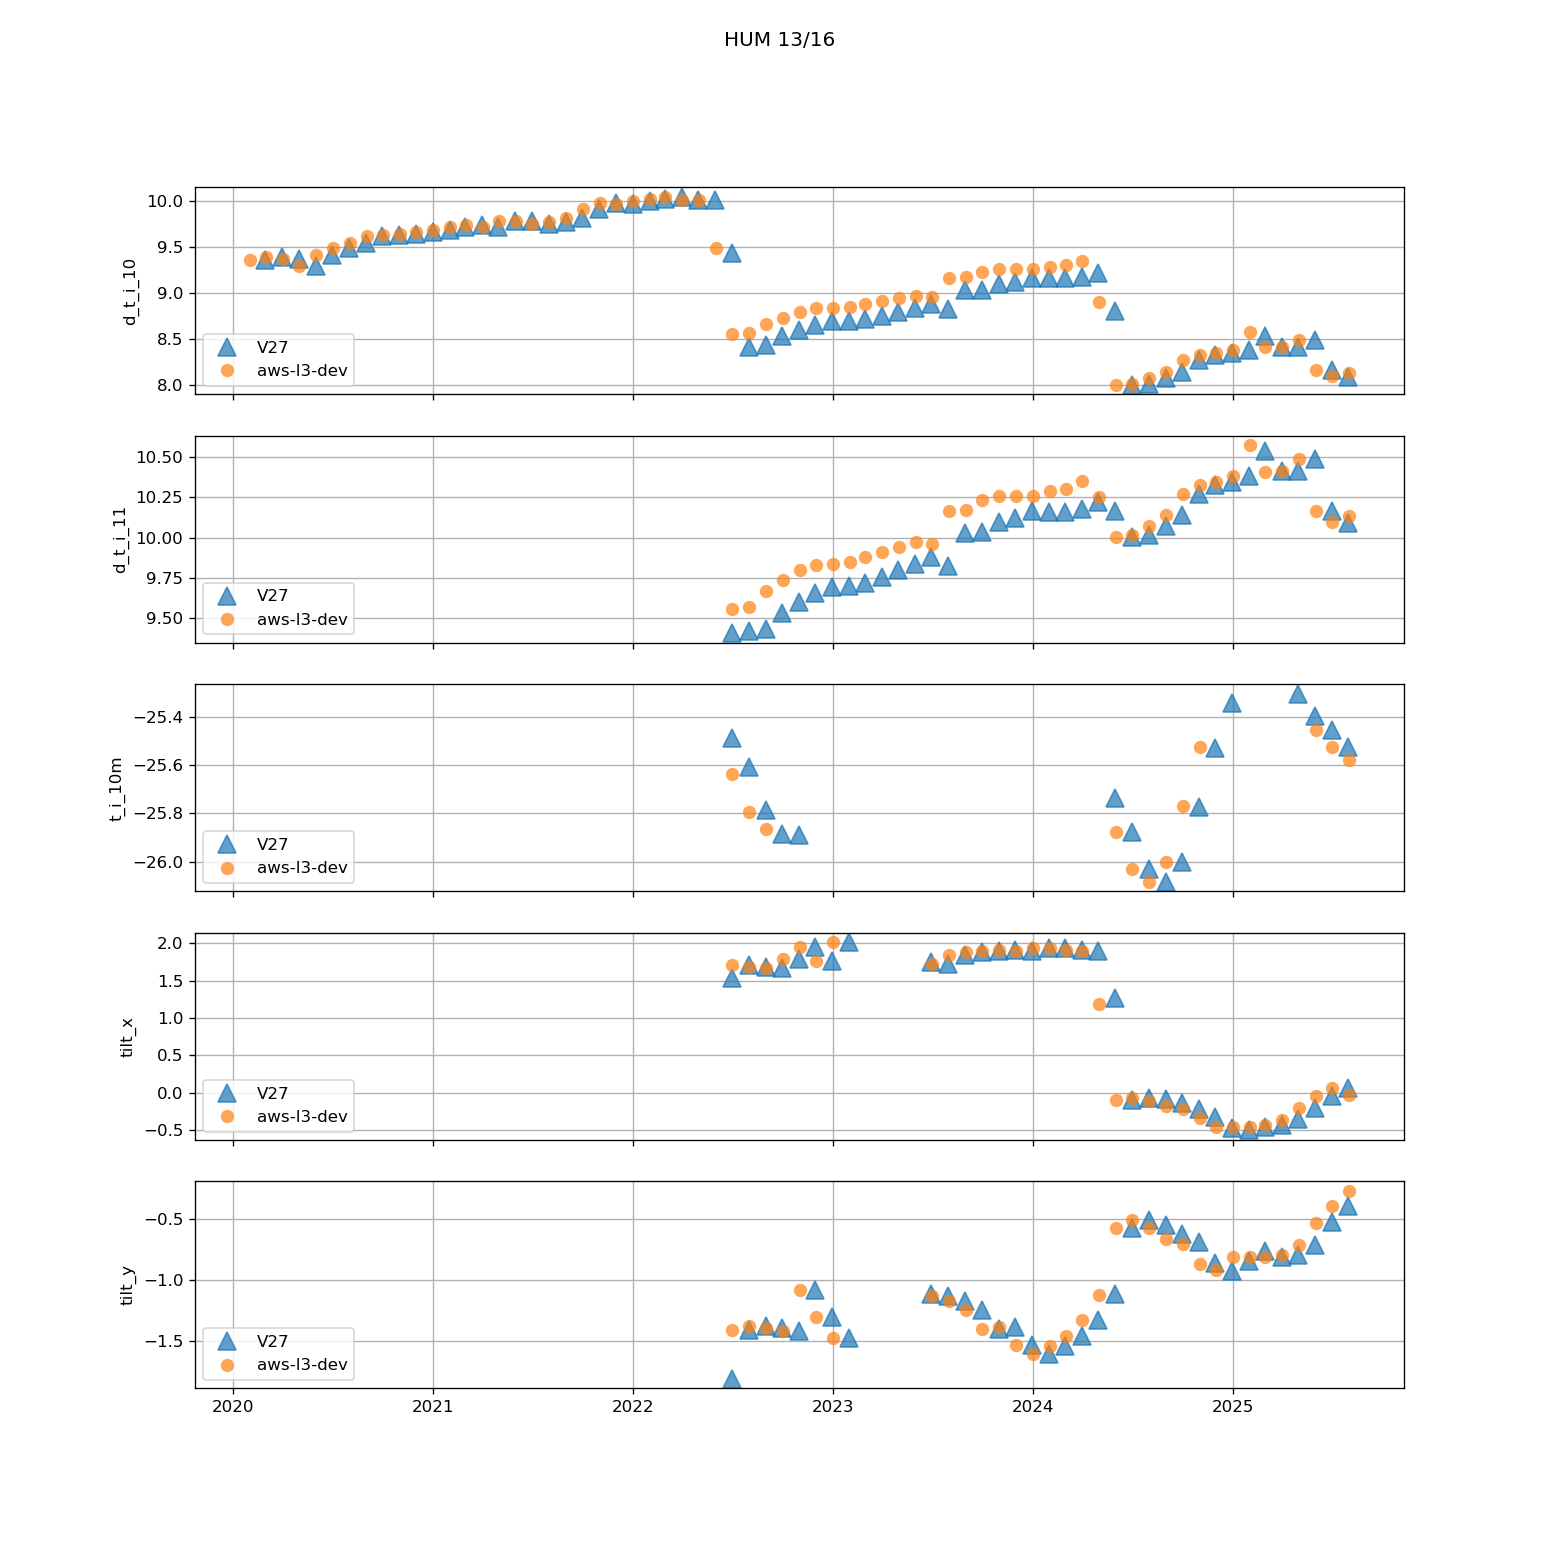 HUM 13/16
d_t_i_10
10.0
9.5
9.0
8.5
8.0
V27
aws-l3-dev
d_t_i_11
10.50
10.25
10.00
9.75
9.50
V27
aws-l3-dev
t_i_10m
−25.4
−25.6
−25.8
−26.0
V27
aws-l3-dev
tilt_x
2.0
1.5
1.0
0.5
0.0
−0.5
V27
aws-l3-dev
tilt_y
−0.5
−1.0
−1.5
V27
aws-l3-dev
2020 2021 2022 2023 2024 2025